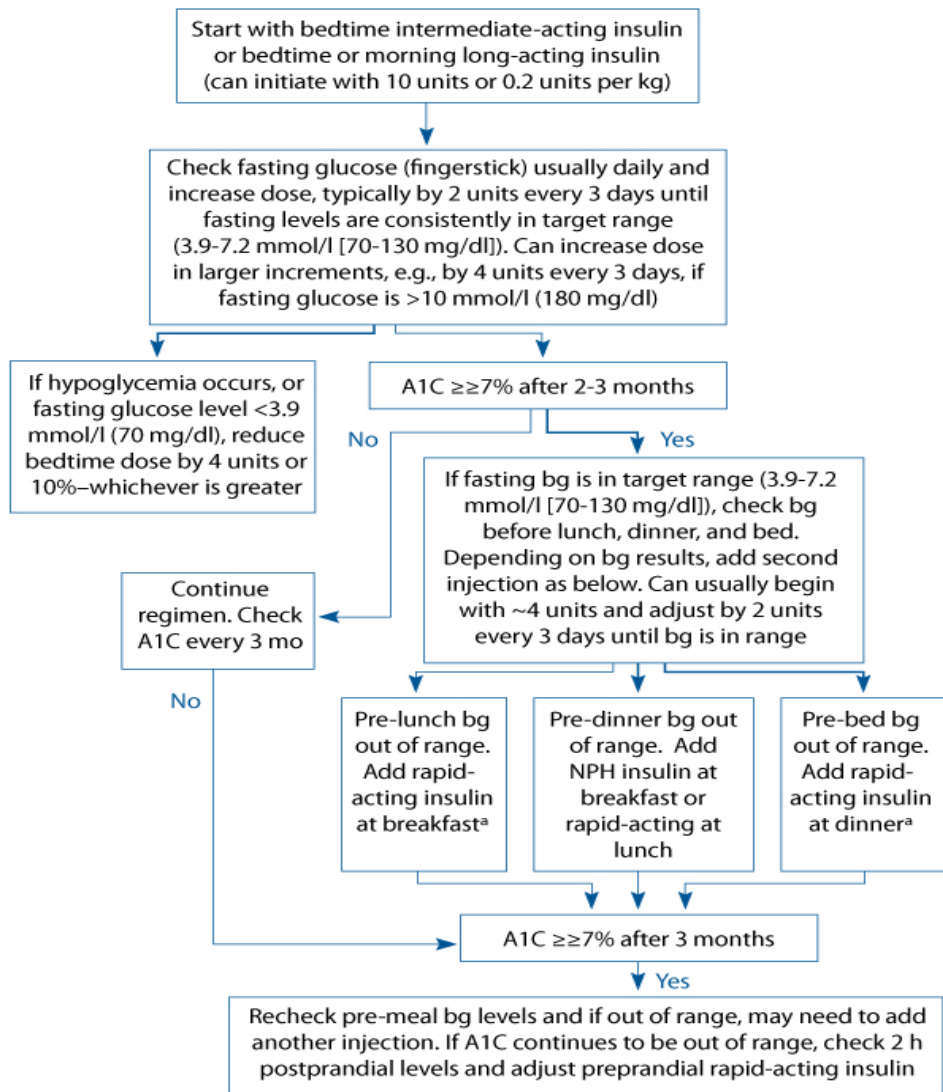 Start with bedtime intermediate-acting insulin
or bedtime or morning long-acting insulin
(can initiate with 10 units or 0.2 units per kg)
Check fasting glucose (fingerstick) usually daily and
increase dose, typically by 2 units every 3 days until
fasting levels are consistently in target range
(3.9-7.2 mmol/l [70-130 mg/dl]). Can increase dose
in larger increments, e.g., by 4 units every 3 days, if
fasting glucose is >10 mmol/l (180 mg/dl)
If hypoglycemia occurs, or
fasting glucose level <3.9
mmol/l (70 mg/dl), reduce
bedtime dose by 4 units or
10%–whichever is greater
A1C ≥≥7% after 2-3 months
No
Yes
If fasting bg is in target range (3.9-7.2
mmol/l [70-130 mg/dl]), check bg
before lunch, dinner, and bed.
Depending on bg results, add second
injection as below. Can usually begin
with ~4 units and adjust by 2 units
every 3 days until bg is in range
Continue
regimen. Check
A1C every 3 mo
No
Pre-lunch bg
out of range.
Add rapid-
acting insulin
at breakfastᵃ
Pre-dinner bg out
of range. Add
NPH insulin at
breakfast or
rapid-acting at
lunch
Pre-bed bg
out of range.
Add rapid-
acting insulin
at dinnerᵃ
A1C ≥≥7% after 3 months
Yes
Recheck pre-meal bg levels and if out of range, may need to add
another injection. If A1C continues to be out of range, check 2 h
postprandial levels and adjust preprandial rapid-acting insulin